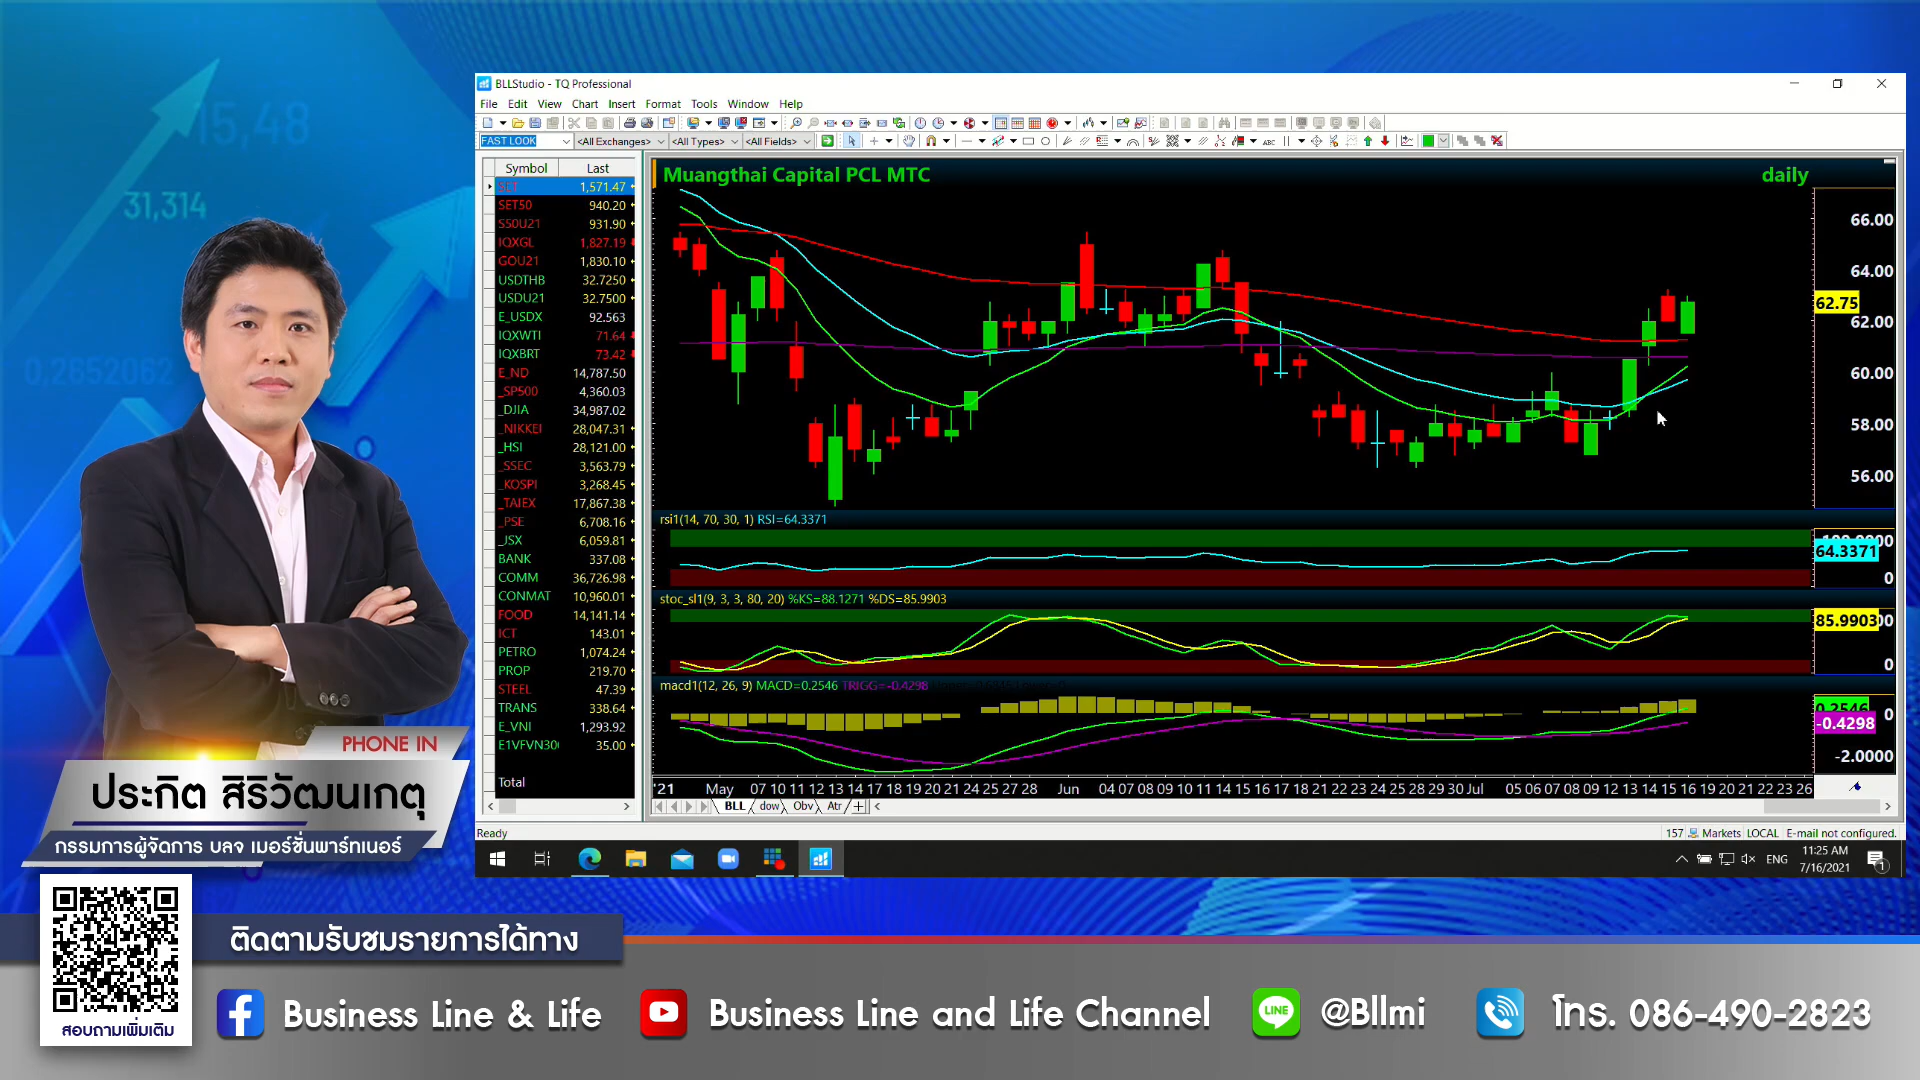 15,48
31,314
0,2652062
BLLStudio - TQ Professional
File Edit View Chart Insert Format Tools Window Help
FAST LOOK <All Exchanges> <All Types> <All Fields>
Symbol Last
SET 1,571.47
SET50 940.20
S50U21 931.90
IQXGL 1,827.19
GOU21 1,830.10
USDTHB 32.7250
USDU21 32.7500
E_USDX 92.563
IQXWTI 71.64
IQXBRT 73.42
E_ND 14,787.50
_SP500 4,360.03
_DJIA 34,987.02
_NIKKEI 28,047.31
_HSI 28,121.00
_SSEC 3,563.79
_KOSPI 3,268.45
_TAIEX 17,867.38
_PSE 6,708.16
_JSX 6,059.81
BANK 337.08
COMM 36,726.98
CONMAT 10,960.01
FOOD 14,141.14
ICT 143.01
PETRO 1,074.24
PROP 219.70
STEEL 47.39
TRANS 338.64
E_VNI 1,293.92
E1VFVN30 35.00
Total
Muangthai Capital PCL MTC daily
66.00
64.00
62.75
62.00
60.00
58.00
56.00
rsi1(14, 70, 30, 1) RSI=64.3371
64.3371
0
stoc_sl1(9, 3, 3, 80, 20) %KS=88.1271 %DS=85.9903
85.9903
0
macd1(12, 26, 9) MACD=0.2546 TRIGG=-0.4298
0.2546
0
-0.4298
-2.0000
'21 May 07 10 11 12 13 14 17 18 19 20 21 24 25 27 28 Jun 04 07 08 09 10 11 14 15 16 17 18 21 22 23 24 25 28 29 30 Jul 05 06 07 08 09 12 13 14 15 16 19 20 21 22 23 26
BLL dow Obv Atr
Ready 157 Markets LOCAL E-mail not configured.
ENG 11:25 AM
7/16/2021
1
PHONE IN
ประกิต สิริวัฒนเกตุ
กรรมการผู้จัดการ บลจ เมอร์ชั่นพาร์ทเนอร์
สอบถามเพิ่มเติม
ติดตามรับชมรายการได้ทาง
Business Line & Life Business Line and Life Channel LINE @Bllmi โทร. 086-490-2823